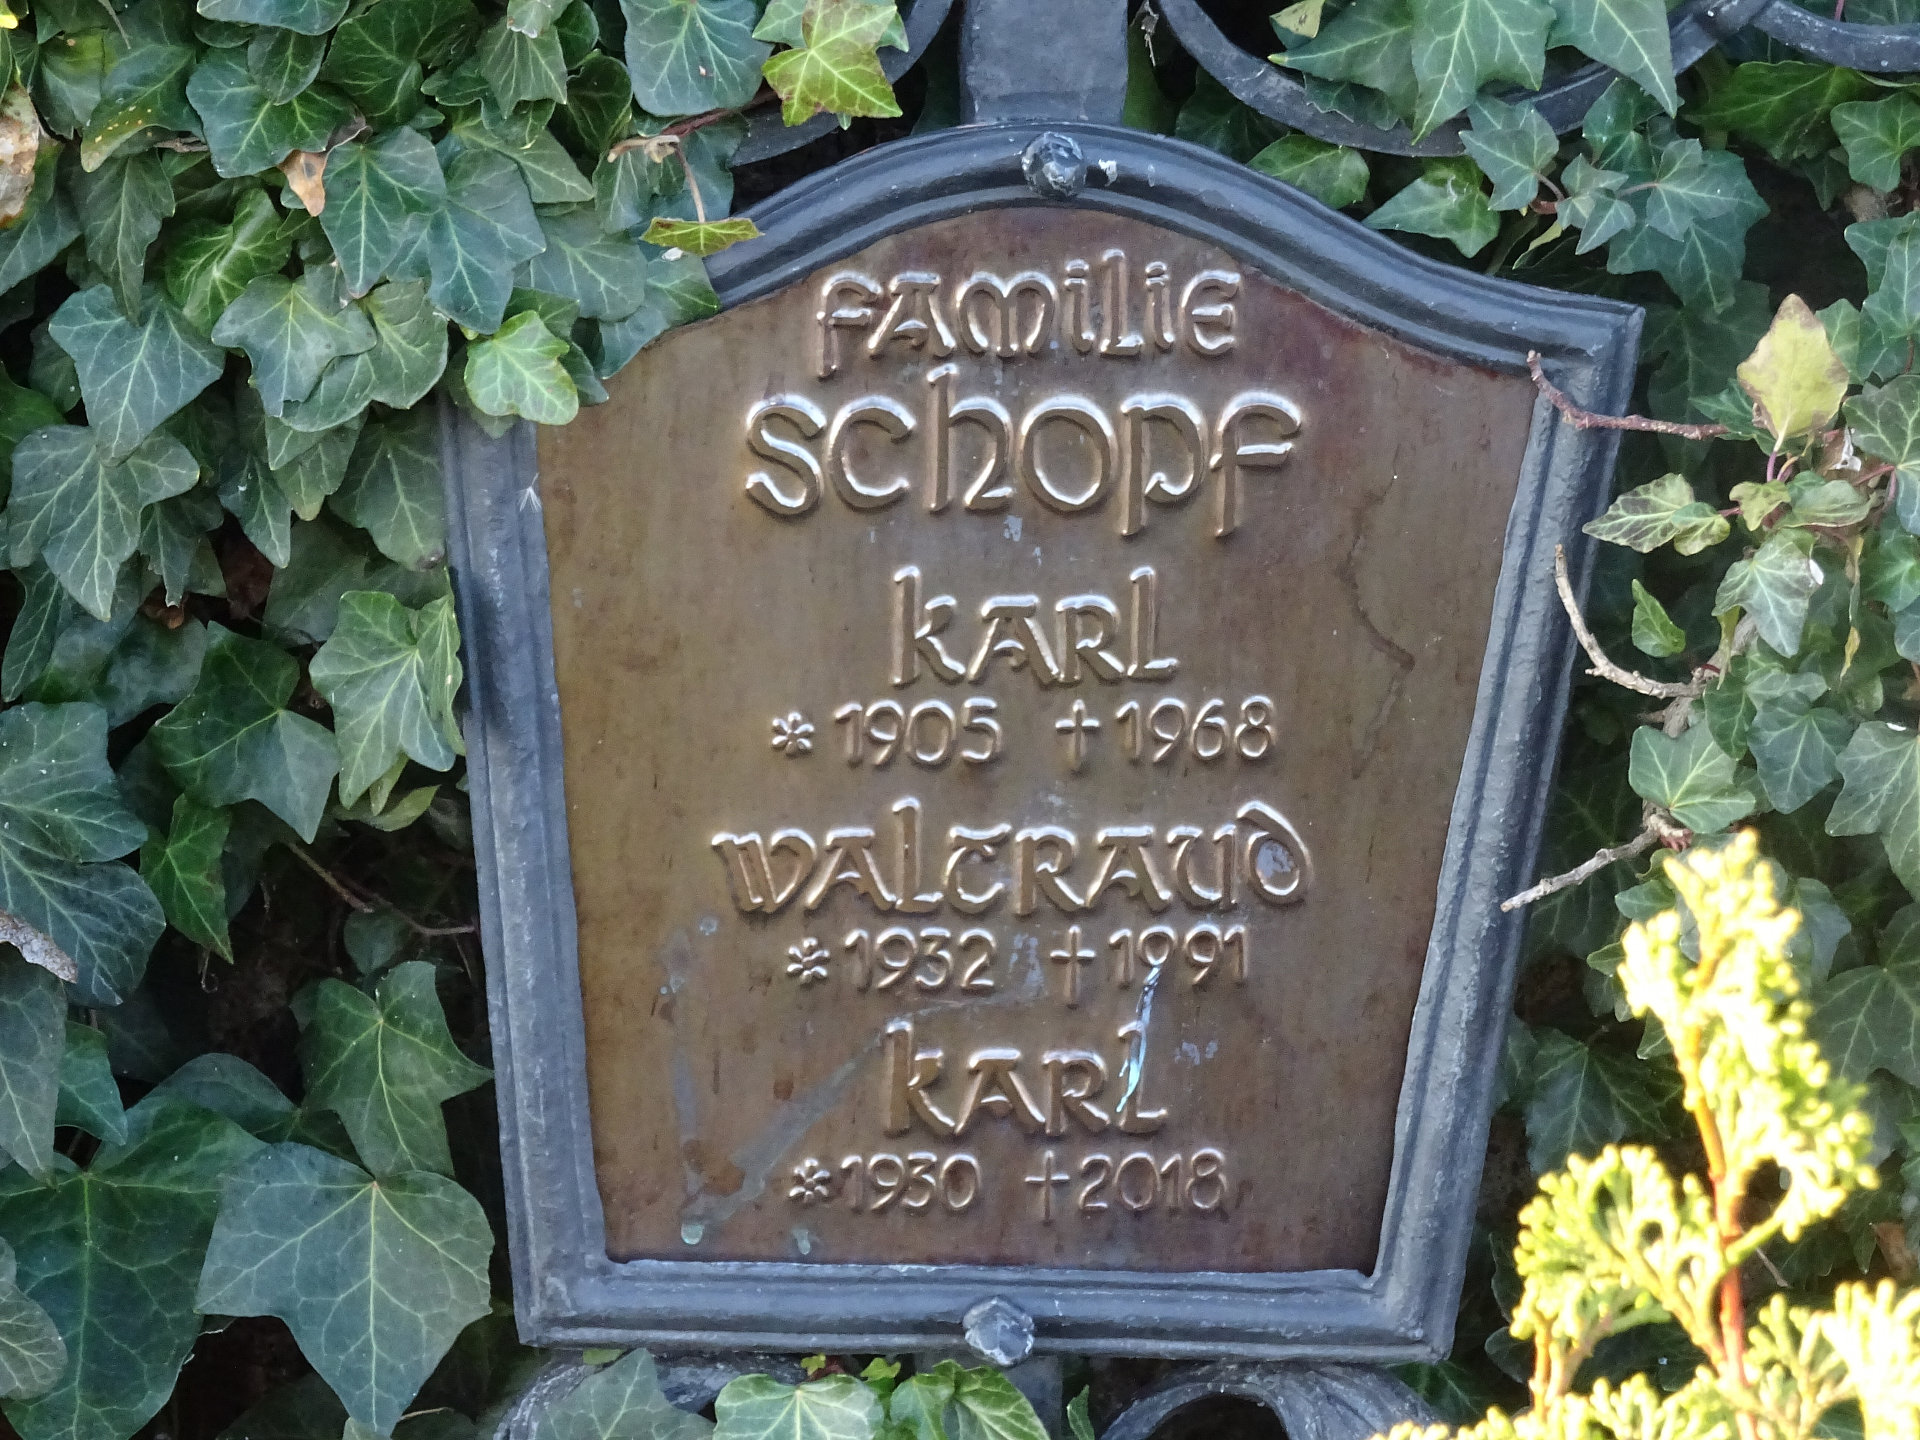 Familie
Schopf
Karl
* 1905 † 1968
Waltraud
* 1932 † 1991
Karl
* 1930 † 2018